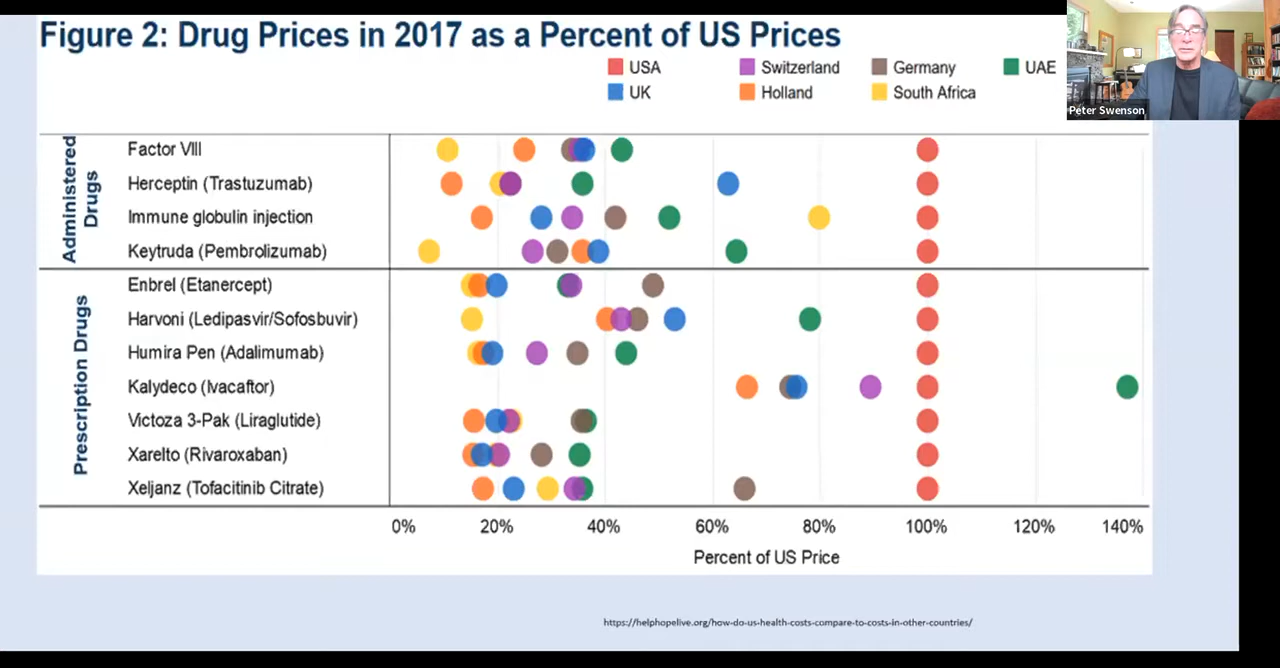 Figure 2: Drug Prices in 2017 as a Percent of US Prices
USA Switzerland Germany UAE
UK Holland South Africa
Peter Swenson
Administered Drugs
Factor VIII
Herceptin (Trastuzumab)
Immune globulin injection
Keytruda (Pembrolizumab)
Prescription Drugs
Enbrel (Etanercept)
Harvoni (Ledipasvir/Sofosbuvir)
Humira Pen (Adalimumab)
Kalydeco (Ivacaftor)
Victoza 3-Pak (Liraglutide)
Xarelto (Rivaroxaban)
Xeljanz (Tofacitinib Citrate)
0% 20% 40% 60% 80% 100% 120% 140%
Percent of US Price
https://helphopelive.org/how-do-us-health-costs-compare-to-costs-in-other-countries/